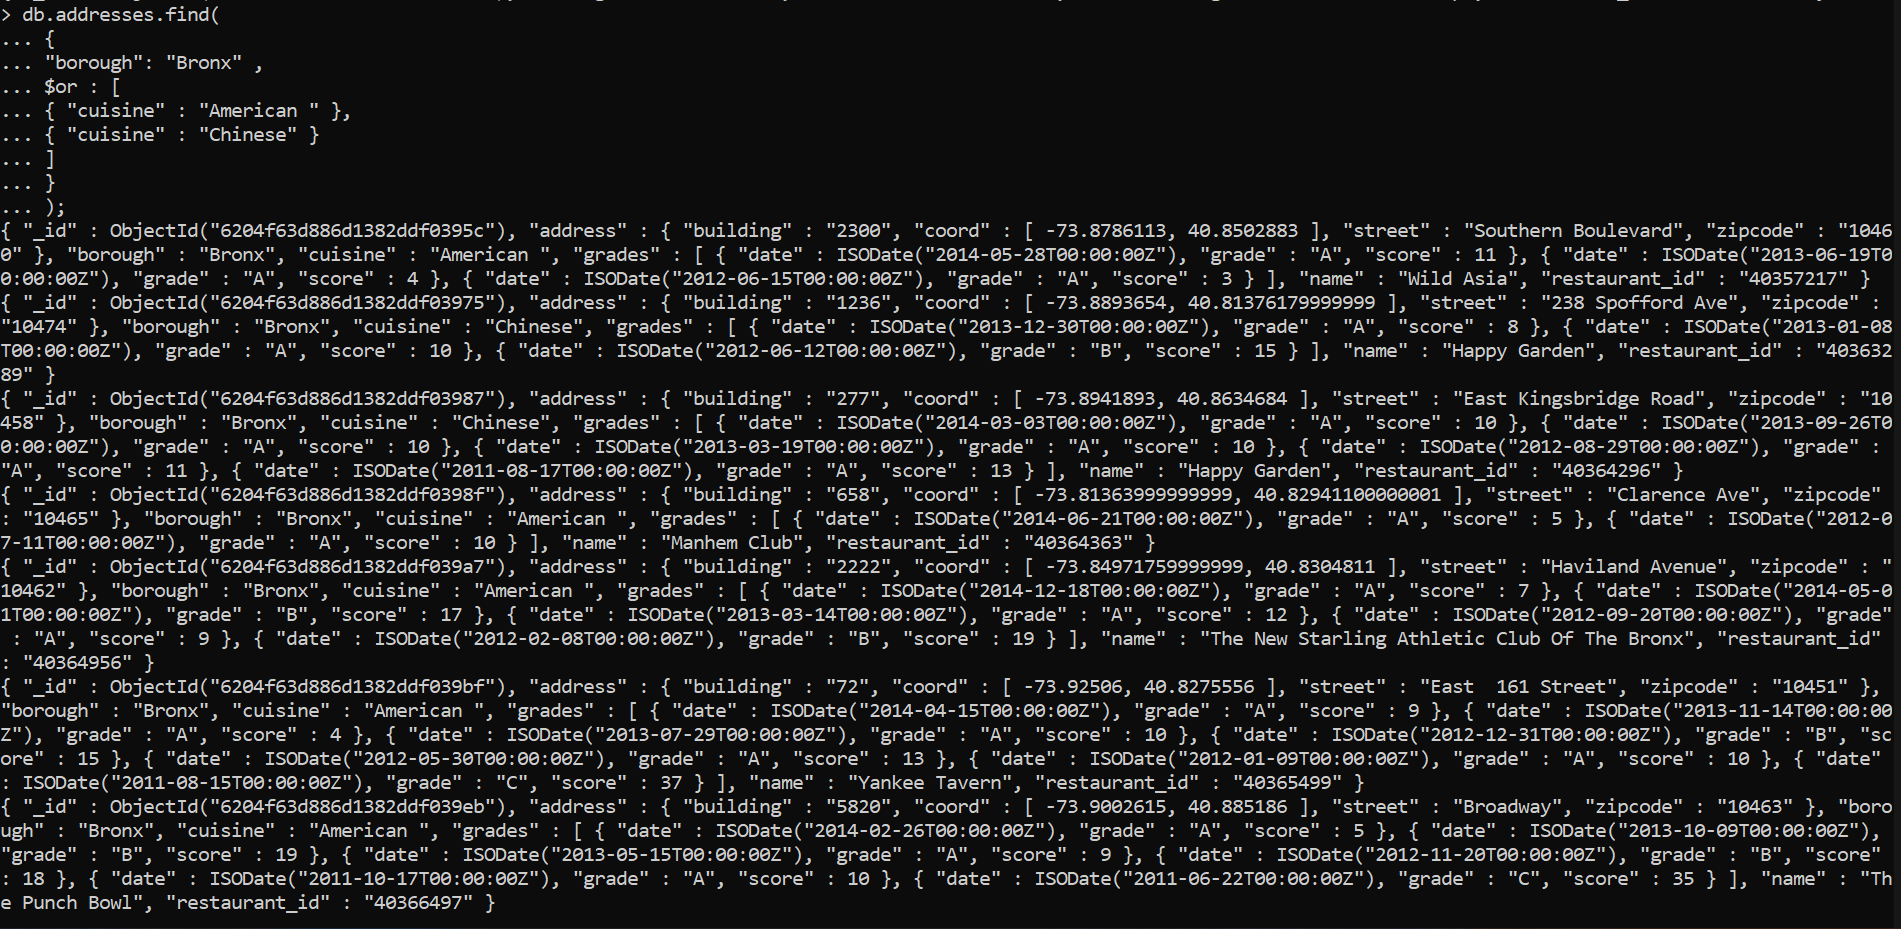 > db.addresses.find(
... {
... "borough": "Bronx" ,
... $or : [
... { "cuisine" : "American " },
... { "cuisine" : "Chinese" }
... ]
... }
... );
{ "_id" : ObjectId("6204f63d886d1382ddf0395c"), "address" : { "building" : "2300", "coord" : [ -73.8786113, 40.8502883 ], "street" : "Southern Boulevard", "zipcode" : "1046
0" }, "borough" : "Bronx", "cuisine" : "American ", "grades" : [ { "date" : ISODate("2014-05-28T00:00:00Z"), "grade" : "A", "score" : 11 }, { "date" : ISODate("2013-06-19T0
0:00:00Z"), "grade" : "A", "score" : 4 }, { "date" : ISODate("2012-06-15T00:00:00Z"), "grade" : "A", "score" : 3 } ], "name" : "Wild Asia", "restaurant_id" : "40357217" }
{ "_id" : ObjectId("6204f63d886d1382ddf03975"), "address" : { "building" : "1236", "coord" : [ -73.8893654, 40.81376179999999 ], "street" : "238 Spofford Ave", "zipcode" :
"10474" }, "borough" : "Bronx", "cuisine" : "Chinese", "grades" : [ { "date" : ISODate("2013-12-30T00:00:00Z"), "grade" : "A", "score" : 8 }, { "date" : ISODate("2013-01-08
T00:00:00Z"), "grade" : "A", "score" : 10 }, { "date" : ISODate("2012-06-12T00:00:00Z"), "grade" : "B", "score" : 15 } ], "name" : "Happy Garden", "restaurant_id" : "403632
89" }
{ "_id" : ObjectId("6204f63d886d1382ddf03987"), "address" : { "building" : "277", "coord" : [ -73.8941893, 40.8634684 ], "street" : "East Kingsbridge Road", "zipcode" : "10
458" }, "borough" : "Bronx", "cuisine" : "Chinese", "grades" : [ { "date" : ISODate("2014-03-03T00:00:00Z"), "grade" : "A", "score" : 10 }, { "date" : ISODate("2013-09-26T0
0:00:00Z"), "grade" : "A", "score" : 10 }, { "date" : ISODate("2013-03-19T00:00:00Z"), "grade" : "A", "score" : 10 }, { "date" : ISODate("2012-08-29T00:00:00Z"), "grade" :
"A", "score" : 11 }, { "date" : ISODate("2011-08-17T00:00:00Z"), "grade" : "A", "score" : 13 } ], "name" : "Happy Garden", "restaurant_id" : "40364296" }
{ "_id" : ObjectId("6204f63d886d1382ddf0398f"), "address" : { "building" : "658", "coord" : [ -73.81363999999999, 40.82941100000001 ], "street" : "Clarence Ave", "zipcode"
: "10465" }, "borough" : "Bronx", "cuisine" : "American ", "grades" : [ { "date" : ISODate("2014-06-21T00:00:00Z"), "grade" : "A", "score" : 5 }, { "date" : ISODate("2012-0
7-11T00:00:00Z"), "grade" : "A", "score" : 10 } ], "name" : "Manhem Club", "restaurant_id" : "40364363" }
{ "_id" : ObjectId("6204f63d886d1382ddf039a7"), "address" : { "building" : "2222", "coord" : [ -73.84971759999999, 40.8304811 ], "street" : "Haviland Avenue", "zipcode" : "
10462" }, "borough" : "Bronx", "cuisine" : "American ", "grades" : [ { "date" : ISODate("2014-12-18T00:00:00Z"), "grade" : "A", "score" : 7 }, { "date" : ISODate("2014-05-0
1T00:00:00Z"), "grade" : "B", "score" : 17 }, { "date" : ISODate("2013-03-14T00:00:00Z"), "grade" : "A", "score" : 12 }, { "date" : ISODate("2012-09-20T00:00:00Z"), "grade"
 : "A", "score" : 9 }, { "date" : ISODate("2012-02-08T00:00:00Z"), "grade" : "B", "score" : 19 } ], "name" : "The New Starling Athletic Club Of The Bronx", "restaurant_id"
: "40364956" }
{ "_id" : ObjectId("6204f63d886d1382ddf039bf"), "address" : { "building" : "72", "coord" : [ -73.92506, 40.8275556 ], "street" : "East  161 Street", "zipcode" : "10451" },
"borough" : "Bronx", "cuisine" : "American ", "grades" : [ { "date" : ISODate("2014-04-15T00:00:00Z"), "grade" : "A", "score" : 9 }, { "date" : ISODate("2013-11-14T00:00:00
Z"), "grade" : "A", "score" : 4 }, { "date" : ISODate("2013-07-29T00:00:00Z"), "grade" : "A", "score" : 10 }, { "date" : ISODate("2012-12-31T00:00:00Z"), "grade" : "B", "sc
ore" : 15 }, { "date" : ISODate("2012-05-30T00:00:00Z"), "grade" : "A", "score" : 13 }, { "date" : ISODate("2012-01-09T00:00:00Z"), "grade" : "A", "score" : 10 }, { "date"
: ISODate("2011-08-15T00:00:00Z"), "grade" : "C", "score" : 37 } ], "name" : "Yankee Tavern", "restaurant_id" : "40365499" }
{ "_id" : ObjectId("6204f63d886d1382ddf039eb"), "address" : { "building" : "5820", "coord" : [ -73.9002615, 40.885186 ], "street" : "Broadway", "zipcode" : "10463" }, "boro
ugh" : "Bronx", "cuisine" : "American ", "grades" : [ { "date" : ISODate("2014-02-26T00:00:00Z"), "grade" : "A", "score" : 5 }, { "date" : ISODate("2013-10-09T00:00:00Z"),
"grade" : "B", "score" : 19 }, { "date" : ISODate("2013-05-15T00:00:00Z"), "grade" : "A", "score" : 9 }, { "date" : ISODate("2012-11-20T00:00:00Z"), "grade" : "B", "score"
: 18 }, { "date" : ISODate("2011-10-17T00:00:00Z"), "grade" : "A", "score" : 10 }, { "date" : ISODate("2011-06-22T00:00:00Z"), "grade" : "C", "score" : 35 } ], "name" : "Th
e Punch Bowl", "restaurant_id" : "40366497" }